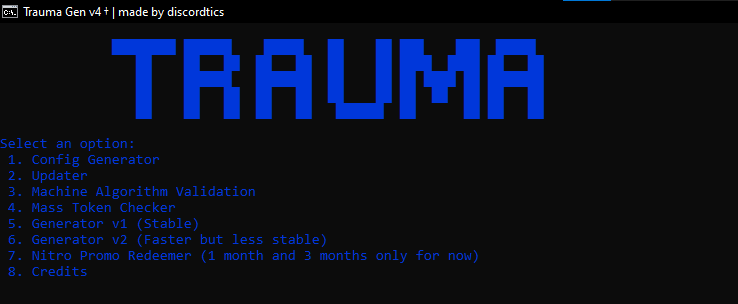 Trauma Gen v4 † | made by discordtics
TRAUMA
Select an option:
1. Config Generator
2. Updater
3. Machine Algorithm Validation
4. Mass Token Checker
5. Generator v1 (Stable)
6. Generator v2 (Faster but less stable)
7. Nitro Promo Redeemer (1 month and 3 months only for now)
8. Credits